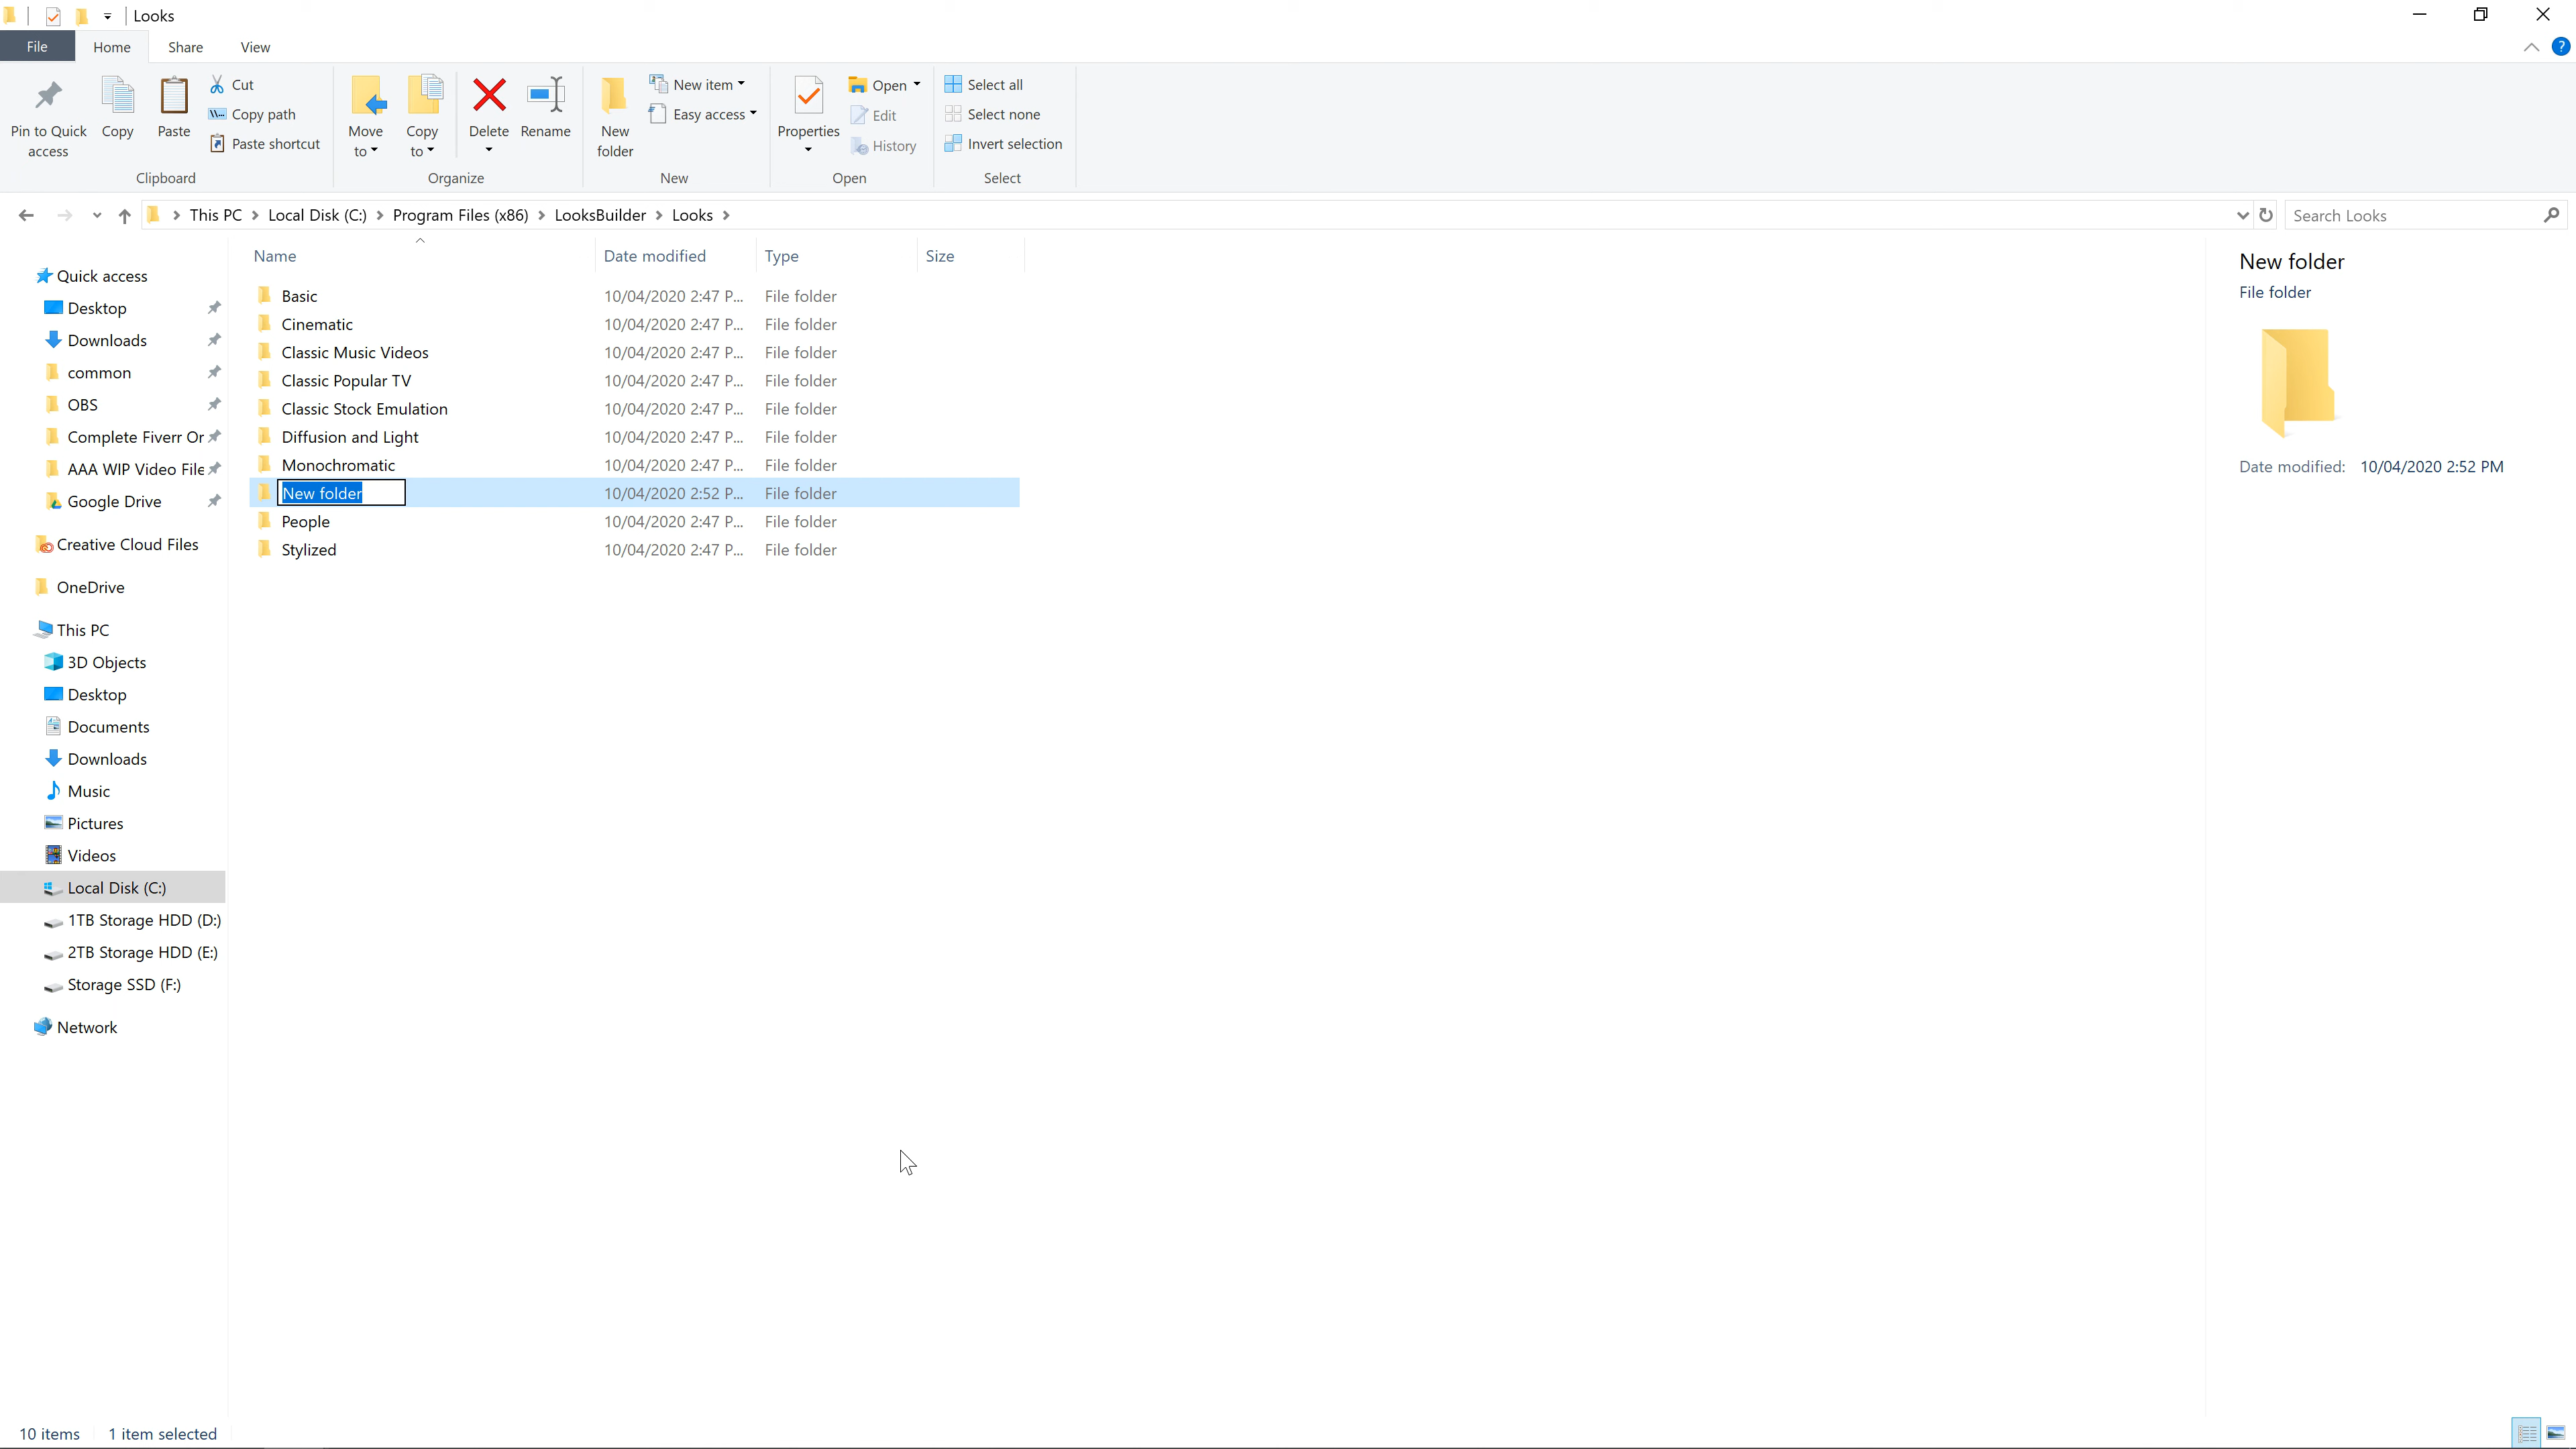 Looks
File Home Share View
?
Pin to Quick access
Copy
Paste
Cut
Copy path
Paste shortcut
Clipboard
Move to
Copy to
Delete
Rename
Organize
New folder
New item
Easy access
New
Properties
Open
Edit
History
Open
Select all
Select none
Invert selection
Select
This PC > Local Disk (C:) > Program Files (x86) > LooksBuilder > Looks >
Search Looks
Quick access
Desktop
Downloads
common
OBS
Complete Fiverr Or
AAA WIP Video File
Google Drive
Creative Cloud Files
OneDrive
This PC
3D Objects
Desktop
Documents
Downloads
Music
Pictures
Videos
Local Disk (C:)
1TB Storage HDD (D:)
2TB Storage HDD (E:)
Storage SSD (F:)
Network
Name Date modified Type Size
Basic 10/04/2020 2:47 P... File folder
Cinematic 10/04/2020 2:47 P... File folder
Classic Music Videos 10/04/2020 2:47 P... File folder
Classic Popular TV 10/04/2020 2:47 P... File folder
Classic Stock Emulation 10/04/2020 2:47 P... File folder
Diffusion and Light 10/04/2020 2:47 P... File folder
Monochromatic 10/04/2020 2:47 P... File folder
New folder 10/04/2020 2:52 P... File folder
People 10/04/2020 2:47 P... File folder
Stylized 10/04/2020 2:47 P... File folder
New folder
File folder
Date modified: 10/04/2020 2:52 PM
10 items 1 item selected